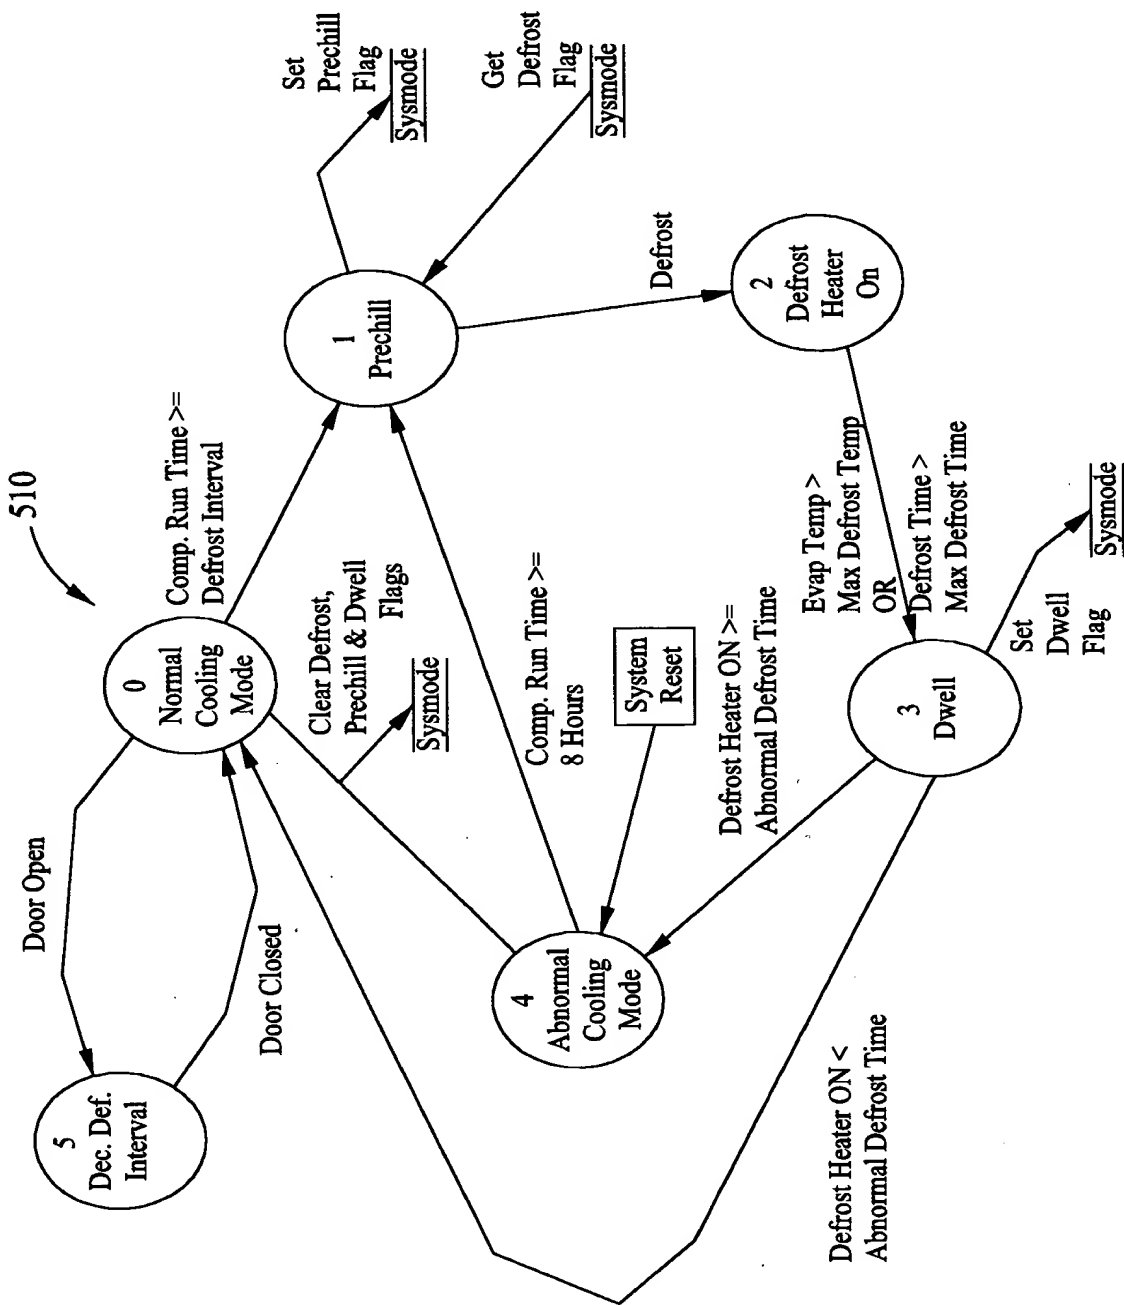 510
5
Dec. Def.
Interval
Door Open
Door Closed
0
Normal
Cooling
Mode
Comp. Run Time >=
Defrost Interval
Clear Defrost,
Prechill & Dwell
Flags
Sysmode
1
Prechill
Set
Prechill
Flag
Sysmode
Get
Defrost
Flag
Sysmode
4
Abnormal
Cooling
Mode
Comp. Run Time >=
8 Hours
System
Reset
Defrost
2
Defrost
Heater
On
Defrost Heater ON >=
Abnormal Defrost Time
Evap Temp >
Max Defrost Temp
OR
Defrost Time >
Max Defrost Time
3
Dwell
Set
Dwell
Flag
Sysmode
Defrost Heater ON <
Abnormal Defrost Time